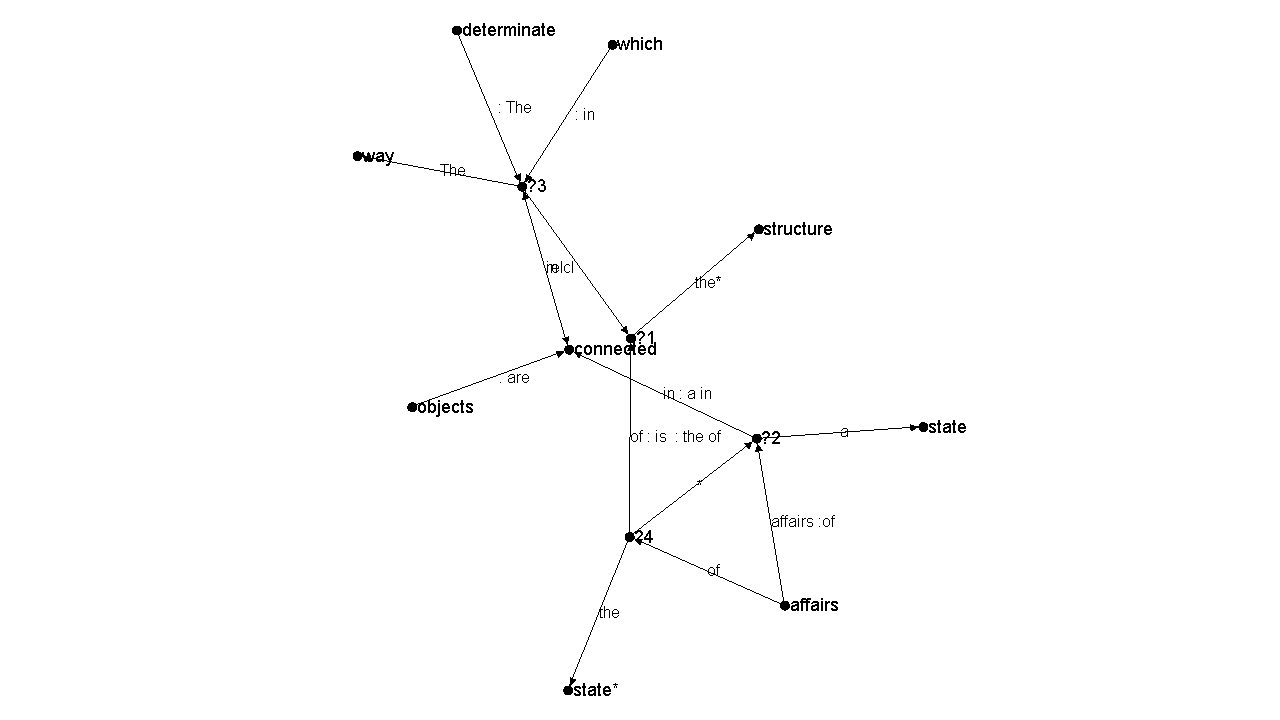 determinate
which
: The
: in
way
The
?3
structure
relcl
in
the*
?1
connected
: are
in : a in
objects
state
a
?2
of : is : the of
*
affairs :of
?4
of
affairs
the
state*